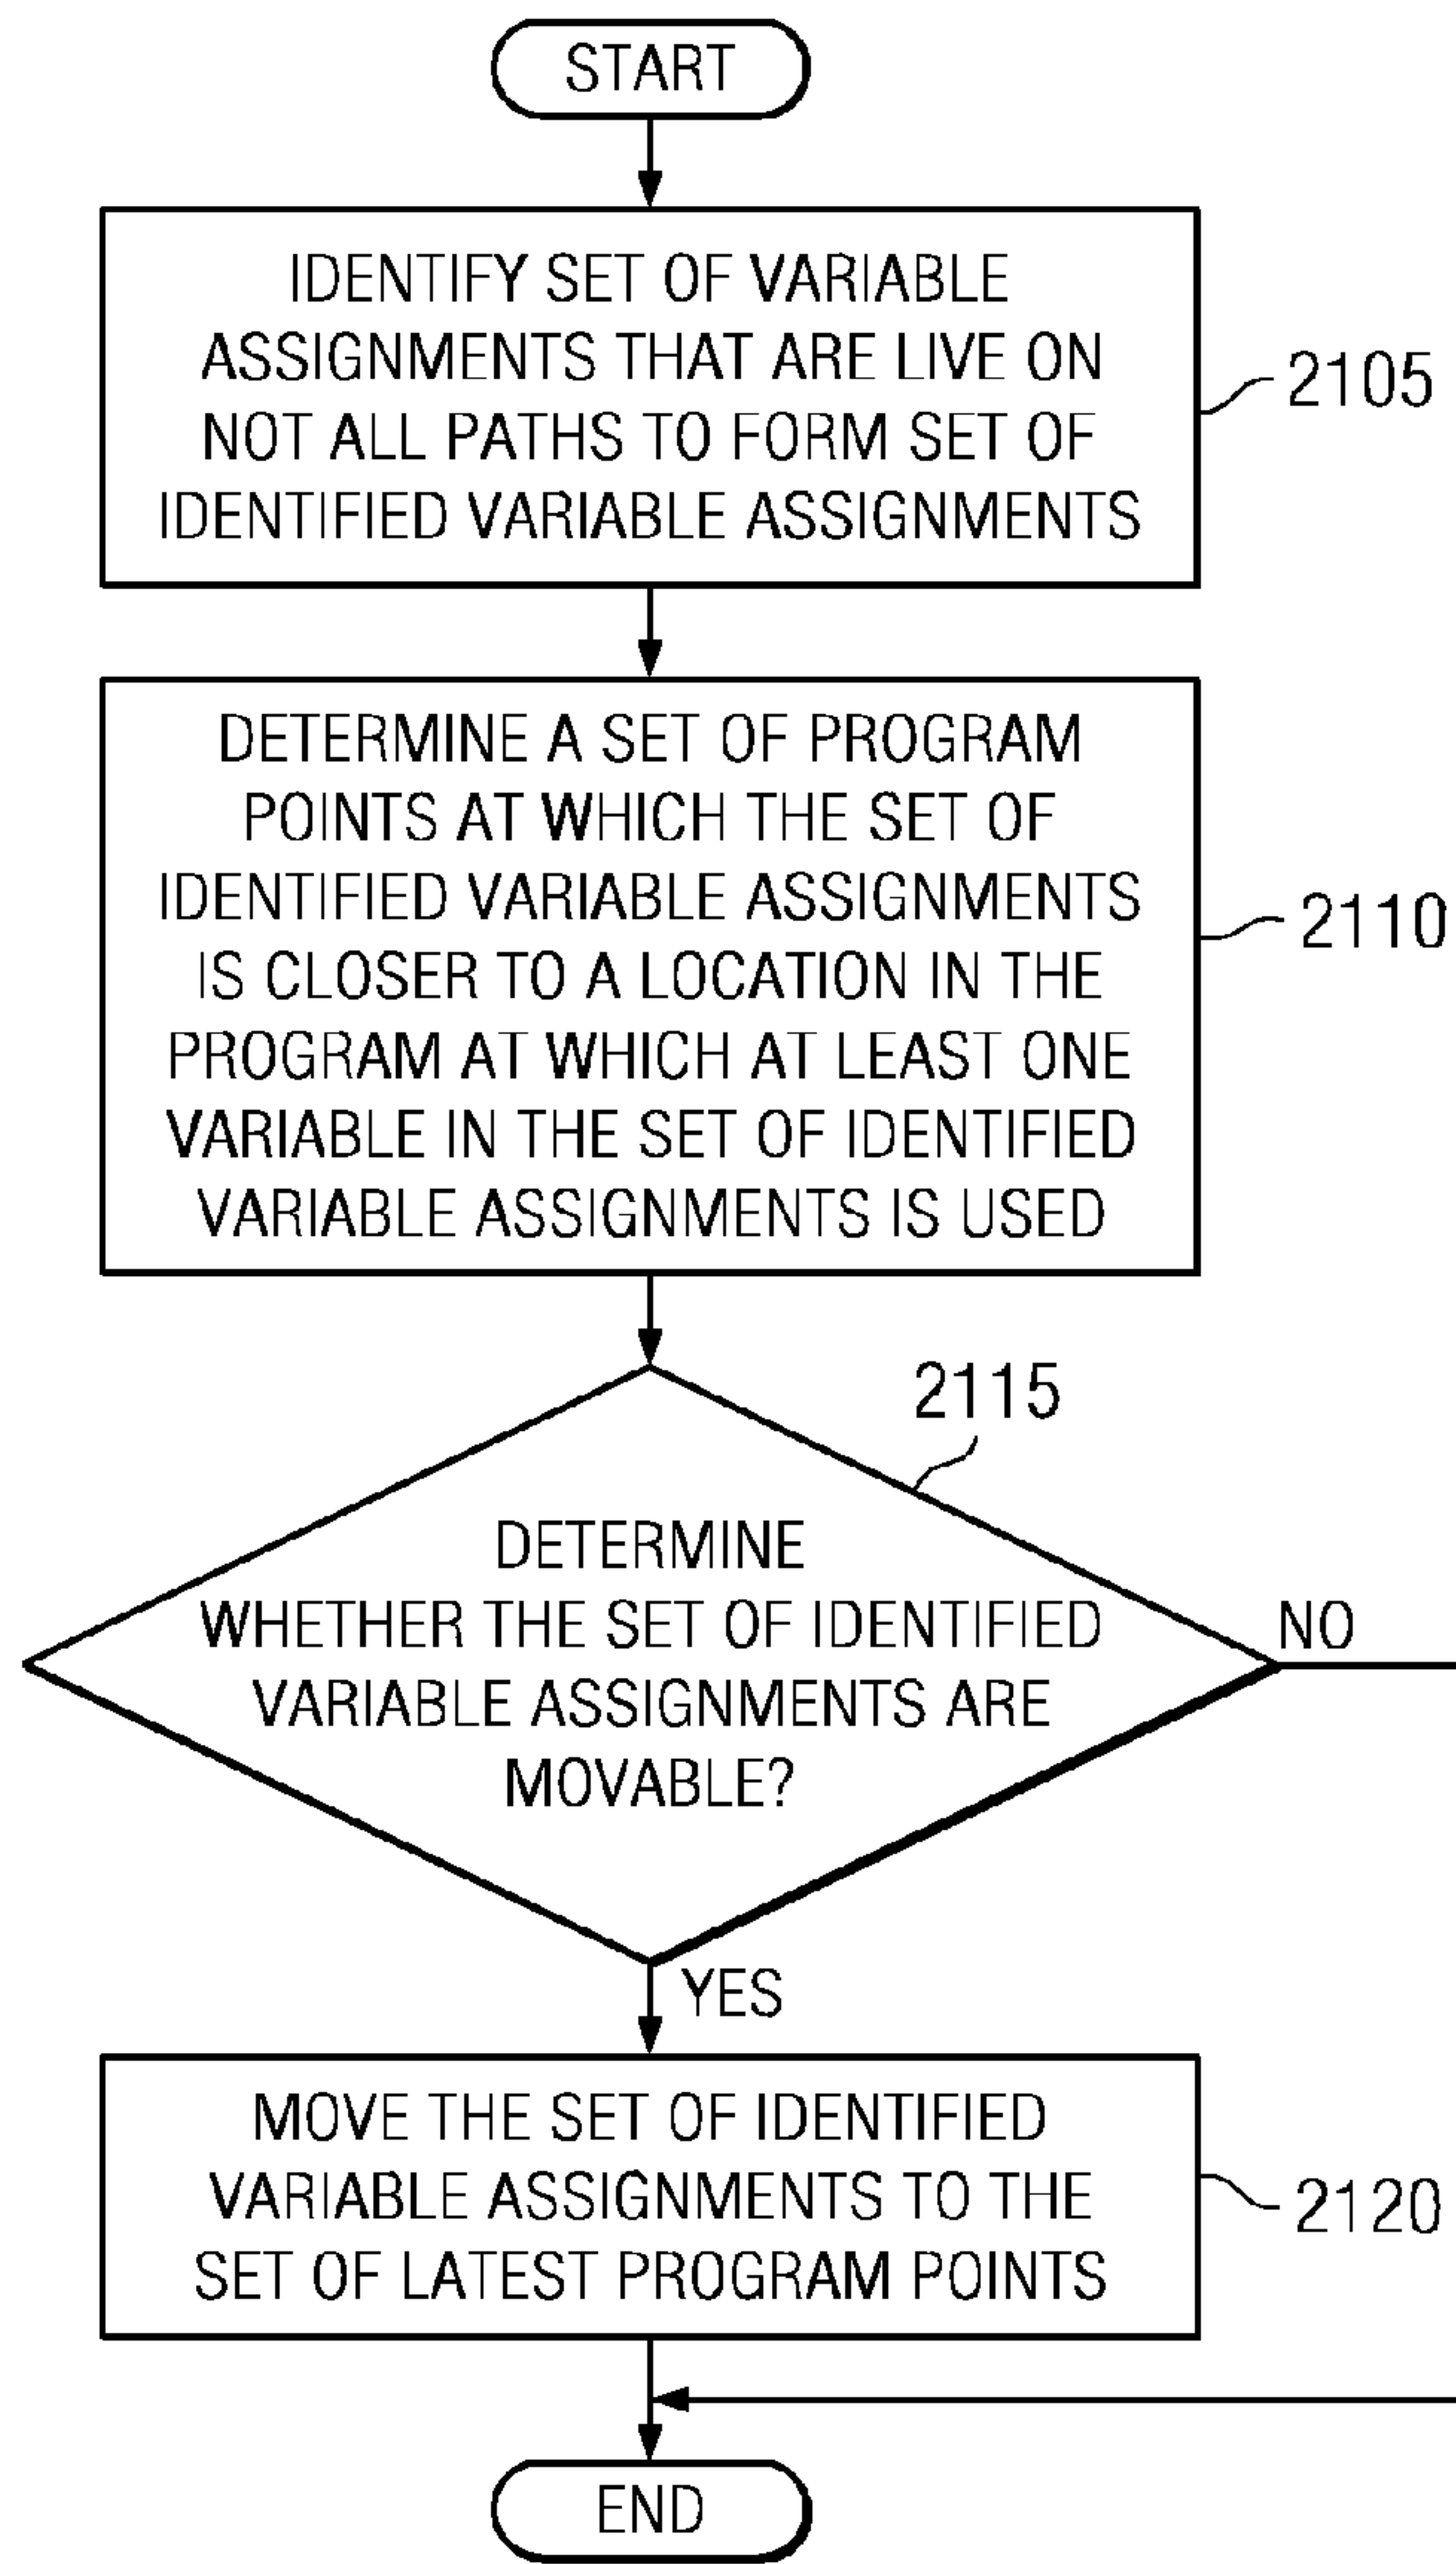 START
IDENTIFY SET OF VARIABLE
ASSIGNMENTS THAT ARE LIVE ON
NOT ALL PATHS TO FORM SET OF
IDENTIFIED VARIABLE ASSIGNMENTS
2105
DETERMINE A SET OF PROGRAM
POINTS AT WHICH THE SET OF
IDENTIFIED VARIABLE ASSIGNMENTS
IS CLOSER TO A LOCATION IN THE
PROGRAM AT WHICH AT LEAST ONE
VARIABLE IN THE SET OF IDENTIFIED
VARIABLE ASSIGNMENTS IS USED
2110
2115
DETERMINE
WHETHER THE SET OF IDENTIFIED
VARIABLE ASSIGNMENTS ARE
MOVABLE?
NO
YES
MOVE THE SET OF IDENTIFIED
VARIABLE ASSIGNMENTS TO THE
SET OF LATEST PROGRAM POINTS
2120
END